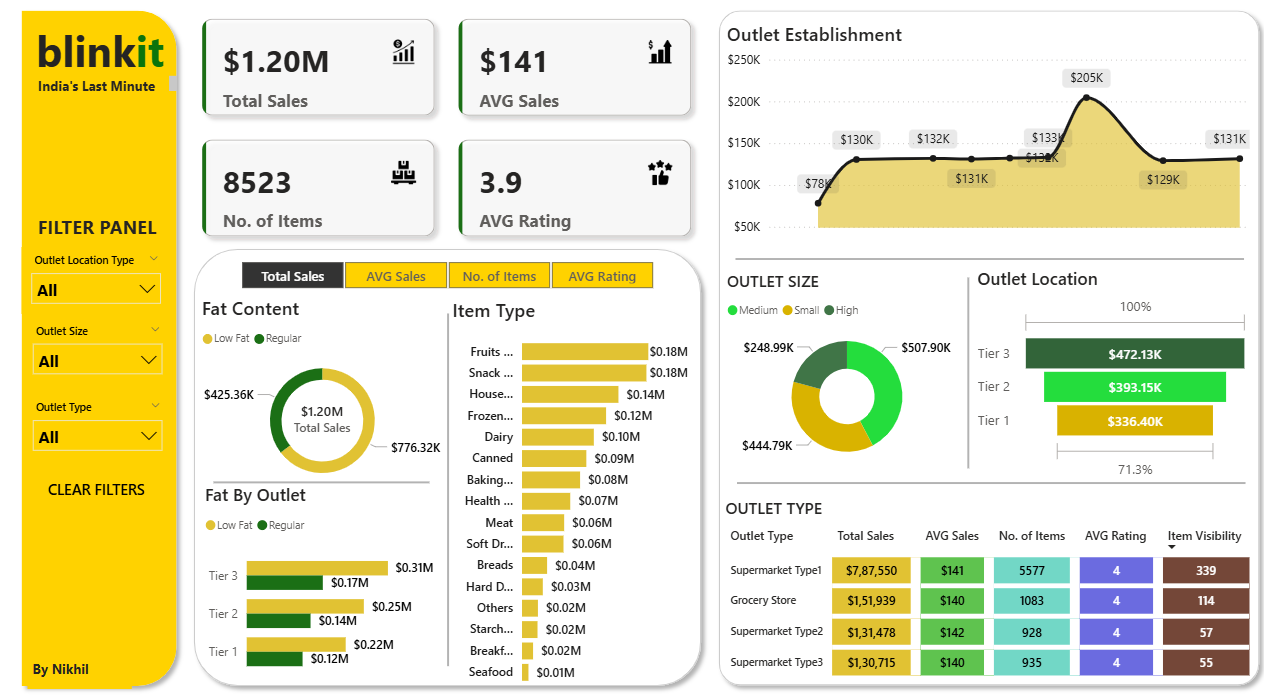 blinkit
India's Last Minute
FILTER PANEL
Outlet Location Type
All
Outlet Size
All
Outlet Type
All
CLEAR FILTERS
By Nikhil
$1.20M
Total Sales
$141
AVG Sales
8523
No. of Items
3.9
AVG Rating
Total Sales AVG Sales No. of Items AVG Rating
Fat Content
Low Fat Regular
$425.36K
$1.20M
Total Sales
$776.32K
Fat By Outlet
Low Fat Regular
Tier 3 $0.31M
$0.17M
Tier 2 $0.25M
$0.14M
Tier 1 $0.22M
$0.12M
Item Type
Fruits ... $0.18M
Snack ... $0.18M
House... $0.14M
Frozen... $0.12M
Dairy $0.10M
Canned $0.09M
Baking... $0.08M
Health ... $0.07M
Meat $0.06M
Soft Dr... $0.06M
Breads $0.04M
Hard D... $0.03M
Others $0.02M
Starch... $0.02M
Breakf... $0.02M
Seafood $0.01M
Outlet Establishment
$250K
$200K
$150K
$100K
$50K
$78K
$130K
$132K
$131K
$133K
$132K
$205K
$129K
$131K
OUTLET SIZE
Medium Small High
$248.99K
$507.90K
$444.79K
Outlet Location
100%
Tier 3 $472.13K
Tier 2 $393.15K
Tier 1 $336.40K
71.3%
OUTLET TYPE
Outlet Type Total Sales AVG Sales No. of Items AVG Rating Item Visibility
Supermarket Type1 $7,87,550 $141 5577 4 339
Grocery Store $1,51,939 $140 1083 4 114
Supermarket Type2 $1,31,478 $142 928 4 57
Supermarket Type3 $1,30,715 $140 935 4 55